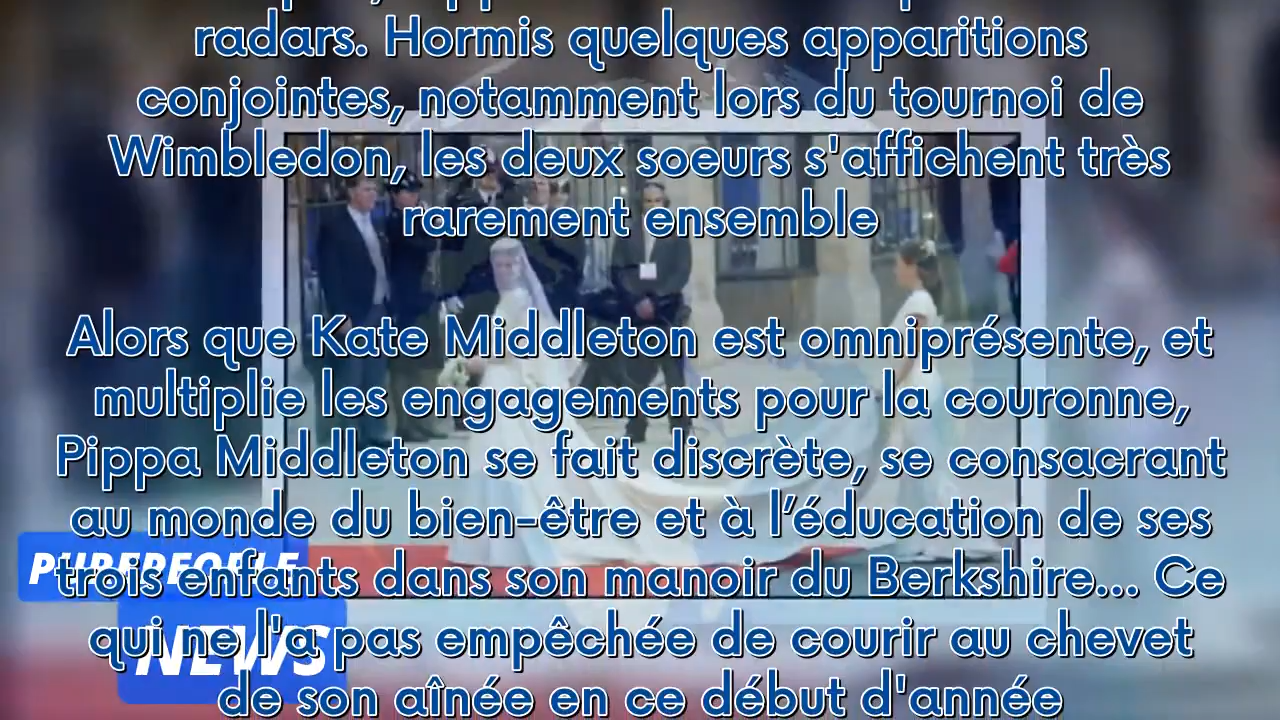 radars. Hormis quelques apparitions
conjointes, notamment lors du tournoi de
Wimbledon, les deux soeurs s'affichent très
rarement ensemble
Alors que Kate Middleton est omniprésente, et
multiplie les engagements pour la couronne,
Pippa Middleton se fait discrète, se consacrant
au monde du bien-être et à l’éducation de ses
PUREPEOPLE
trois enfants dans son manoir du Berkshire... Ce
qui ne l'a pas empêchée de courir au chevet
NEWS
de son aînée en ce début d'année